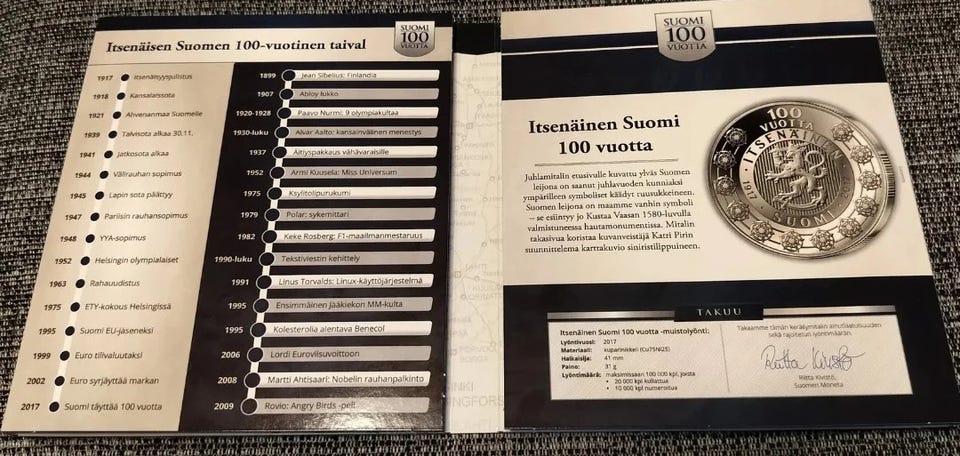 SUOMI
100
VUOTTA
Itsenäisen Suomen 100-vuotinen taival
1917 Itsenäisyysjulistus
1918 Kansalaissota
1921 Ahvenanmaa Suomelle
1939 Talvisota alkaa 30.11.
1941 Jatkosota alkaa
1944 Välirauhan sopimus
1945 Lapin sota päättyy
1947 Pariisin rauhansopimus
1948 YYA-sopimus
1952 Helsingin olympialaiset
1963 Rahauudistus
1975 ETY-kokous Helsingissä
1995 Suomi EU-jäseneksi
1999 Euro tilivaluutaksi
2002 Euro syrjäyttää markan
2017 Suomi täyttää 100 vuotta
1899 Jean Sibelius: Finlandia
1907 Abloy lukko
1920-1928 Paavo Nurmi: 9 olympiakultaa
1930-luku Alvar Aalto: kansainvälinen menestys
1937 Äitiyspakkaus vähävaraisille
1952 Armi Kuusela: Miss Universum
1975 Ksylitolipurukumi
1979 Polar: sykemittari
1982 Keke Rosberg: F1-maailmanmestaruus
1990-luku Tekstiviestin kehittely
1991 Linus Torvalds: Linux-käyttöjärjestelmä
1995 Ensimmäinen Jääkiekon MM-kulta
1995 Kolesterolia alentava Benecol
2006 Lordi Euroviisuvoittoon
2008 Martti Ahtisaari: Nobelin rauhanpalkinto
2009 Rovio: Angry Birds -peli
SUOMI
100
VUOTTA
Itsenäinen Suomi
100 vuotta
Juhlamitalin etusivulle kuvattu ylväs Suomen
leijona on saanut juhlavuoden kunniaksi
ympärilleen symboliset käädyt ruusukkeineen.
Suomen leijona on maamme vanhin symboli
– se esiintyy jo Kustaa Vaasan 1580-luvulla
valmistuneessa hautamonumentissa. Mitalin
takasivua koristaa kuvanveistäjä Katri Pirin
suunnittelema karttakuvio siniristilippuineen.
100
VUOTTA
ITSENÄINEN
1917
SUOMI
TAKUU
Itsenäinen Suomi 100 vuotta -muistolyönti:
Lyöntivuosi: 2017
Materiaali: kuparinikkeli (Cu75Ni25)
Halkaisija: 41 mm
Paino: 31 g
Lyöntimäärä: maksimissaan 100 000 kpl, joista
• 20 000 kpl kullattua
• 10 000 kpl numeroitua
Takaamme tämän keräilymitalin ainutlaatuisuuden
sekä rajoitetun lyöntimäärän.
Riitta Kivistö
Riitta Kivistö,
Suomen Moneta